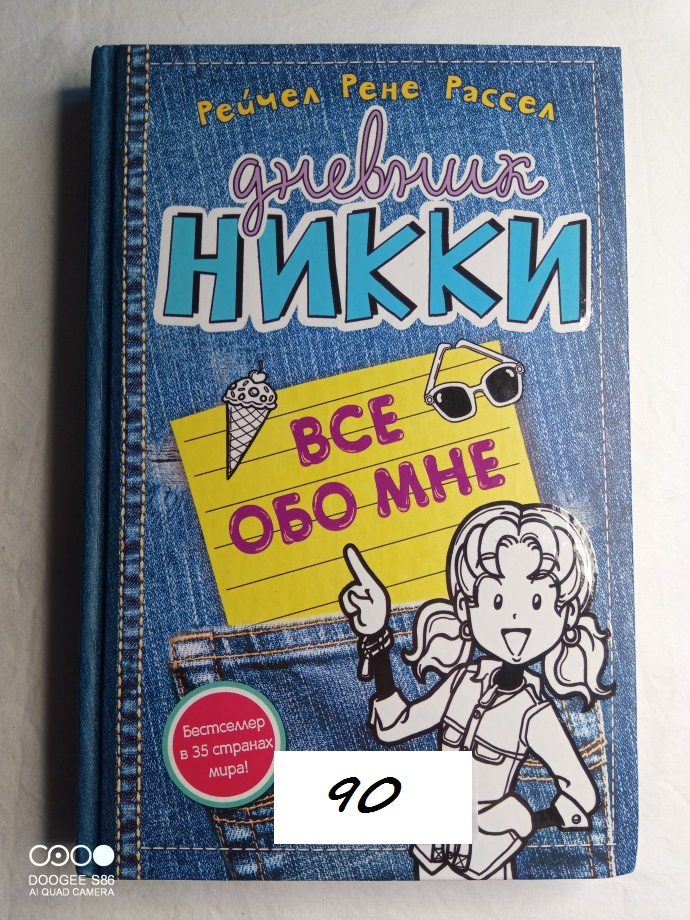 Рейчел Рене Рассел
дневник
НИККИ
ВСЕ
ОБО МНЕ
Бестселлер
в 35 странах
мира!
90
DOOGEE S86
AI QUAD CAMERA